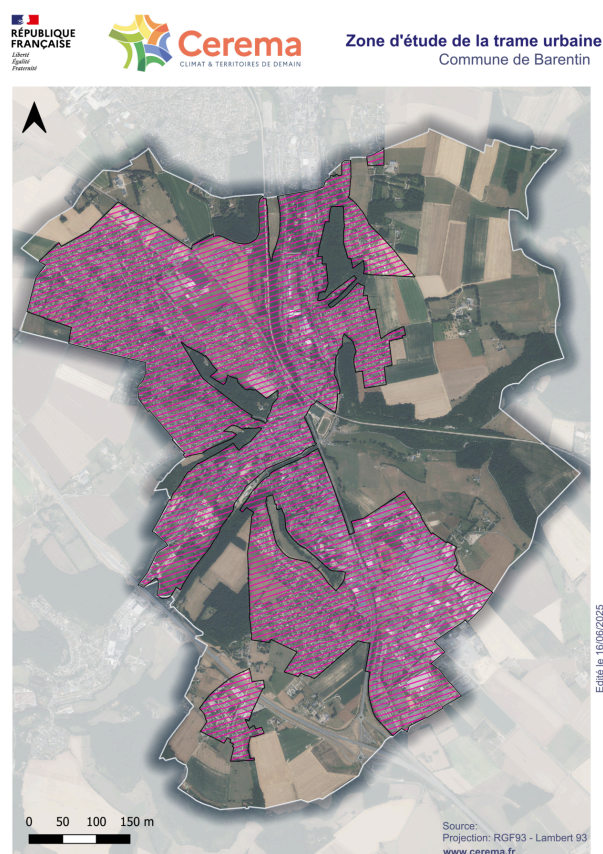 RÉPUBLIQUE
FRANÇAISE
Liberté
Égalité
Fraternité
Cerema
CLIMAT & TERRITOIRES DE DEMAIN
Zone d'étude de la trame urbaine
Commune de Barentin
Edité le 16/06/2025
0 50 100 150 m
Source:
Projection: RGF93 - Lambert 93
www.cerema.fr